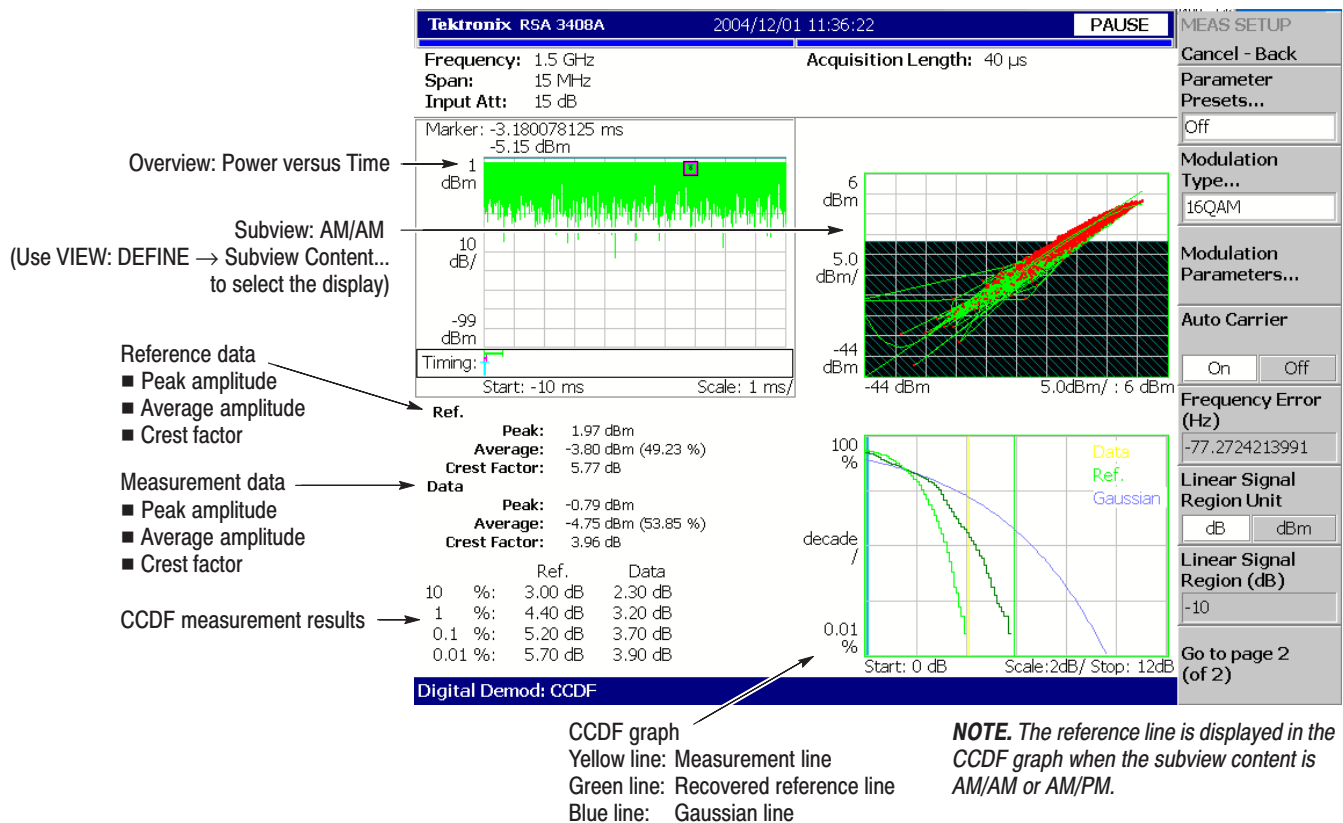 Tektronix RSA 3408A 2004/12/01 11:36:22 PAUSE
Frequency: 1.5 GHz
Span: 15 MHz
Input Att: 15 dB
Acquisition Length: 40 µs
MEAS SETUP
Cancel - Back
Parameter
Presets...
Off
Modulation
Type...
16QAM
Modulation
Parameters...
Auto Carrier
On Off
Frequency Error
(Hz)
-77.2724213991
Linear Signal
Region Unit
dB dBm
Linear Signal
Region (dB)
-10
Go to page 2
(of 2)
Overview: Power versus Time
Subview: AM/AM
(Use VIEW: DEFINE → Subview Content...
to select the display)
Reference data
■ Peak amplitude
■ Average amplitude
■ Crest factor
Measurement data
■ Peak amplitude
■ Average amplitude
■ Crest factor
CCDF measurement results
Marker: -3.180078125 ms
-5.15 dBm
1
dBm
10
dB/
-99
dBm
Timing:
Start: -10 ms Scale: 1 ms/
6
dBm
5.0
dBm/
-44
dBm
-44 dBm 5.0dBm/ : 6 dBm
Ref.
Peak: 1.97 dBm
Average: -3.80 dBm (49.23 %)
Crest Factor: 5.77 dB
Data
Peak: -0.79 dBm
Average: -4.75 dBm (53.85 %)
Crest Factor: 3.96 dB
Ref. Data
10 %: 3.00 dB 2.30 dB
1 %: 4.40 dB 3.20 dB
0.1 %: 5.20 dB 3.70 dB
0.01 %: 5.70 dB 3.90 dB
100
%
decade
/
0.01
%
Data
Ref.
Gaussian
Start: 0 dB Scale:2dB/ Stop: 12dB
Digital Demod: CCDF
CCDF graph
Yellow line: Measurement line
Green line: Recovered reference line
Blue line: Gaussian line
NOTE. The reference line is displayed in the
CCDF graph when the subview content is
AM/AM or AM/PM.